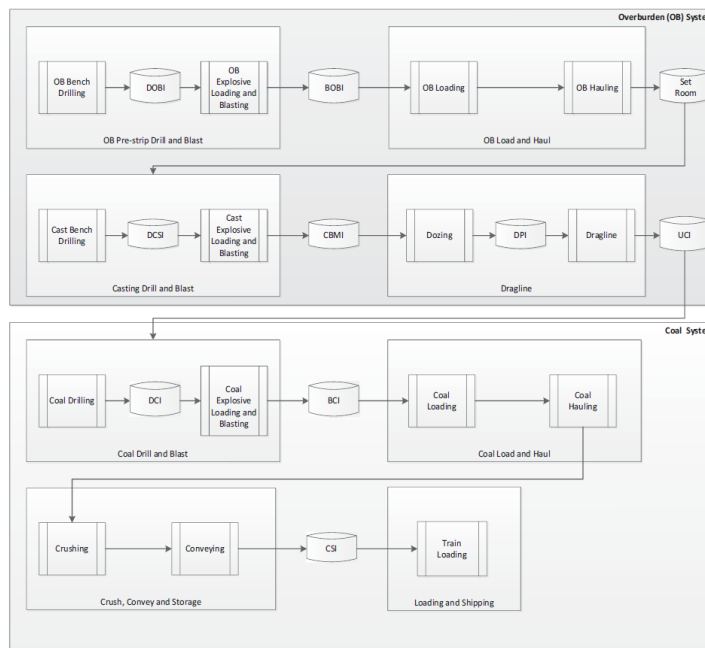 Overburden (OB) Syste
OB Bench
Drilling
DOBI
OB
Explosive
Loading and
Blasting
BOBI
OB Loading
OB Hauling
Set
Room
OB Pre-strip Drill and Blast
OB Load and Haul
Cast Bench
Drilling
DCSI
Cast
Explosive
Loading and
Blasting
CBMI
Dozing
DPI
Dragline
UCI
Casting Drill and Blast
Dragline
Coal Syste
Coal Drilling
DCI
Coal
Explosive
Loading and
Blasting
BCI
Coal
Loading
Coal
Hauling
Coal Drill and Blast
Coal Load and Haul
Crushing
Conveying
CSI
Train
Loading
Crush, Convey and Storage
Loading and Shipping